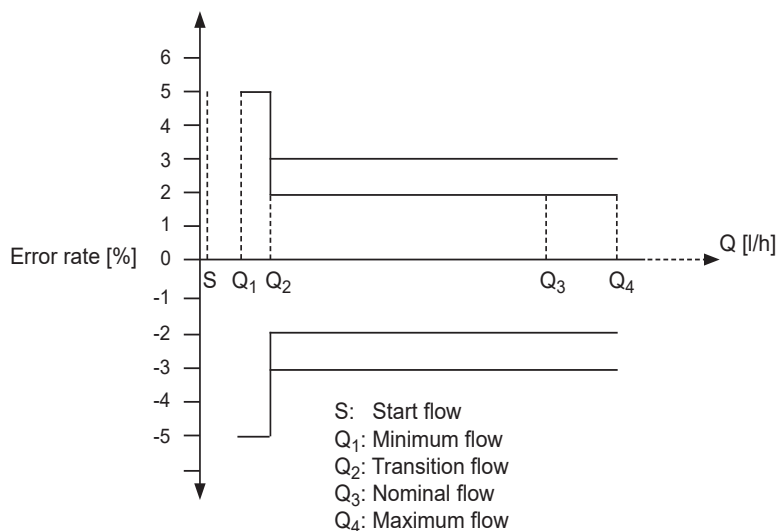 6
5
4
3
2
1
Error rate [%] 0 Q [l/h]
S Q₁ Q₂ Q₃ Q₄
-1
-2
-3
-4
-5
S: Start flow
Q₁: Minimum flow
Q₂: Transition flow
Q₃: Nominal flow
Q₄: Maximum flow